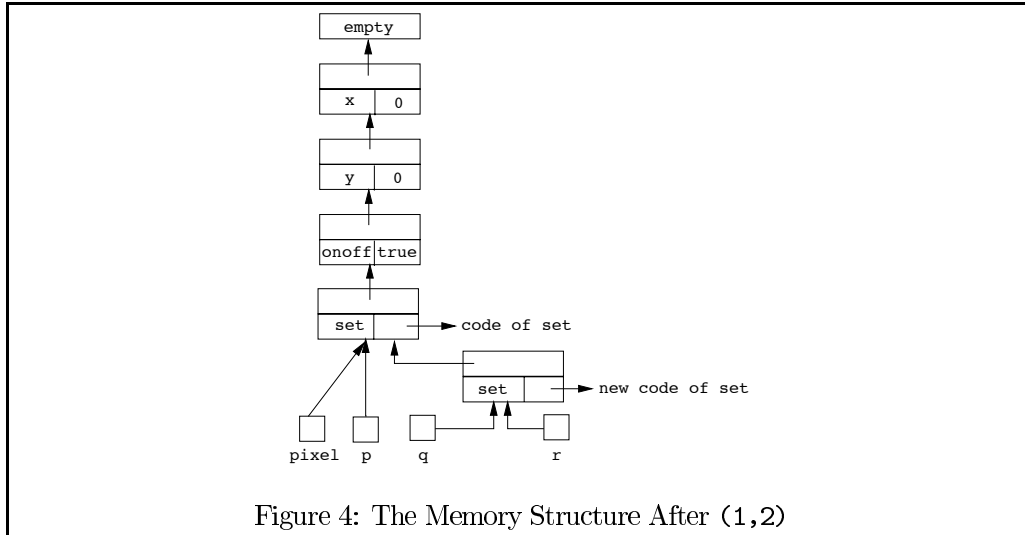 empty
x 0
y 0
onoff true
set
code of set
set
new code of set
pixel p q r
Figure 4: The Memory Structure After (1,2)